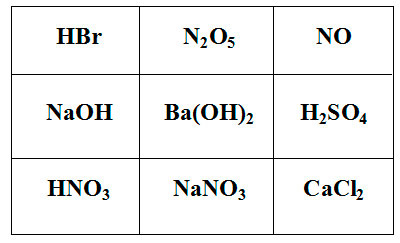 HBr N₂O₅ NO
NaOH Ba(OH)₂ H₂SO₄
HNO₃ NaNO₃ CaCl₂